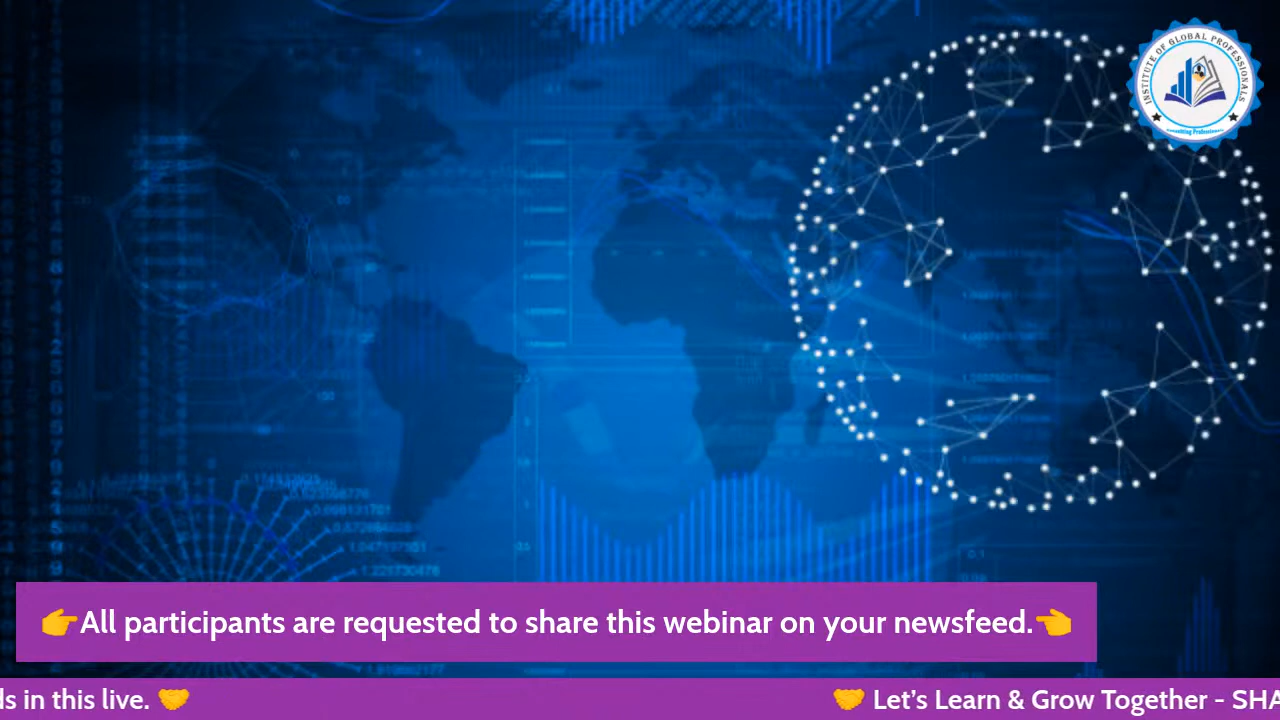 INSTITUTE OF GLOBAL PROFESSIONALS
👉All participants are requested to share this webinar on your newsfeed.👈
ds in this live. 🤝
🤝 Let's Learn & Grow Together - SHA